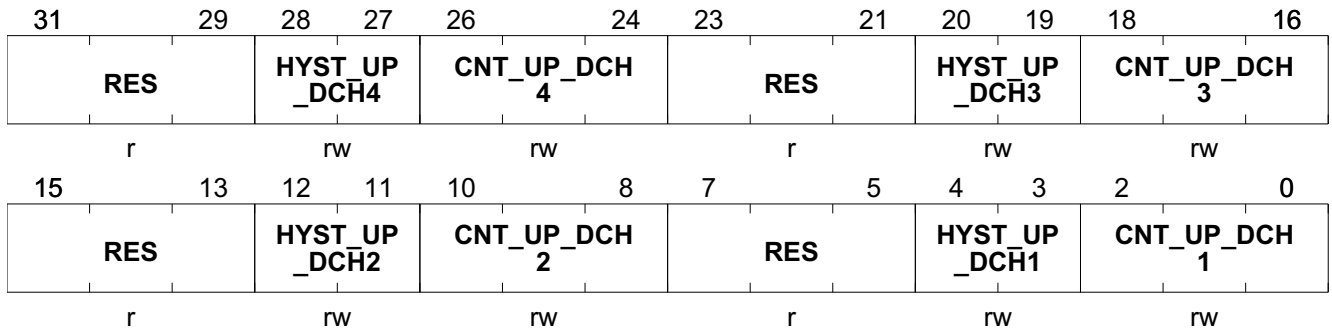 31 29 28 27 26 24 23 21 20 19 18 16
RES HYST_UP CNT_UP_DCH RES HYST_UP CNT_UP_DCH
_DCH4 4 _DCH3 3
r rw rw r rw rw
15 13 12 11 10 8 7 5 4 3 2 0
RES HYST_UP CNT_UP_DCH RES HYST_UP CNT_UP_DCH
_DCH2 2 _DCH1 1
r rw rw r rw rw